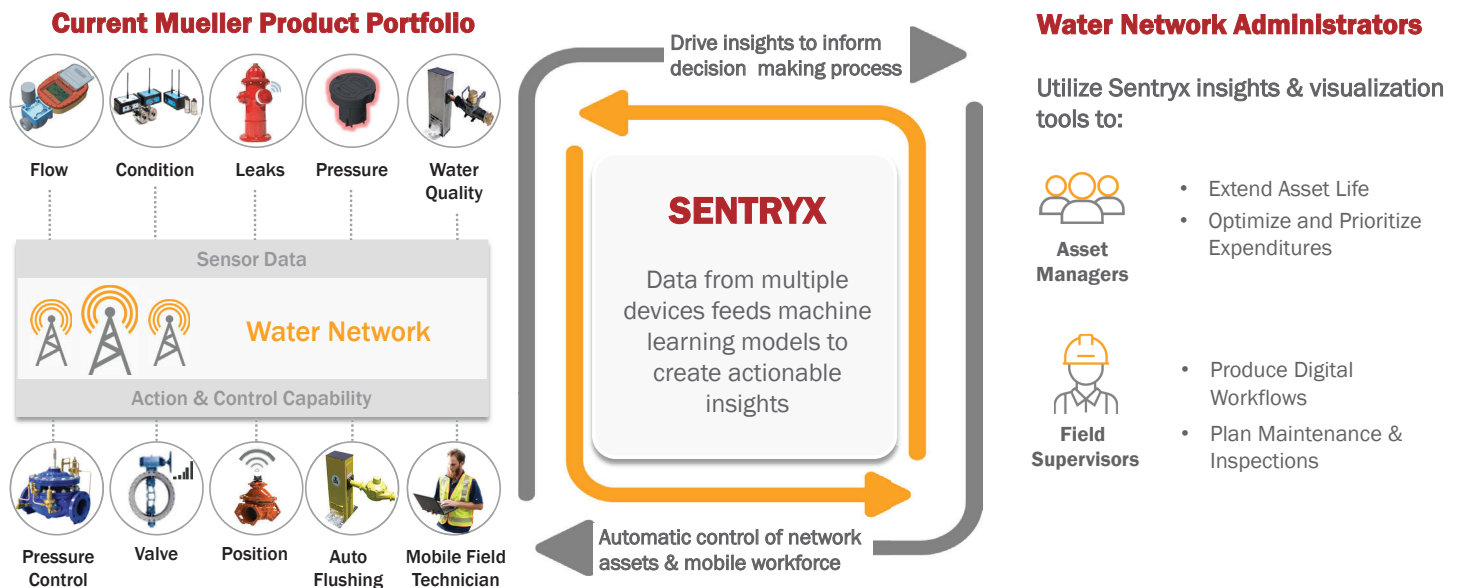 Current Mueller Product Portfolio
Flow
Condition
Leaks
Pressure
Water
Quality
Sensor Data
Water Network
Action & Control Capability
Pressure
Control
Valve
Position
Auto
Flushing
Mobile Field
Technician
Drive insights to inform
decision making process
SENTRYX
Data from multiple
devices feeds machine
learning models to
create actionable
insights
Automatic control of network
assets & mobile workforce
Water Network Administrators
Utilize Sentryx insights & visualization
tools to:
Asset
Managers
• Extend Asset Life
• Optimize and Prioritize
Expenditures
Field
Supervisors
• Produce Digital
Workflows
• Plan Maintenance &
Inspections